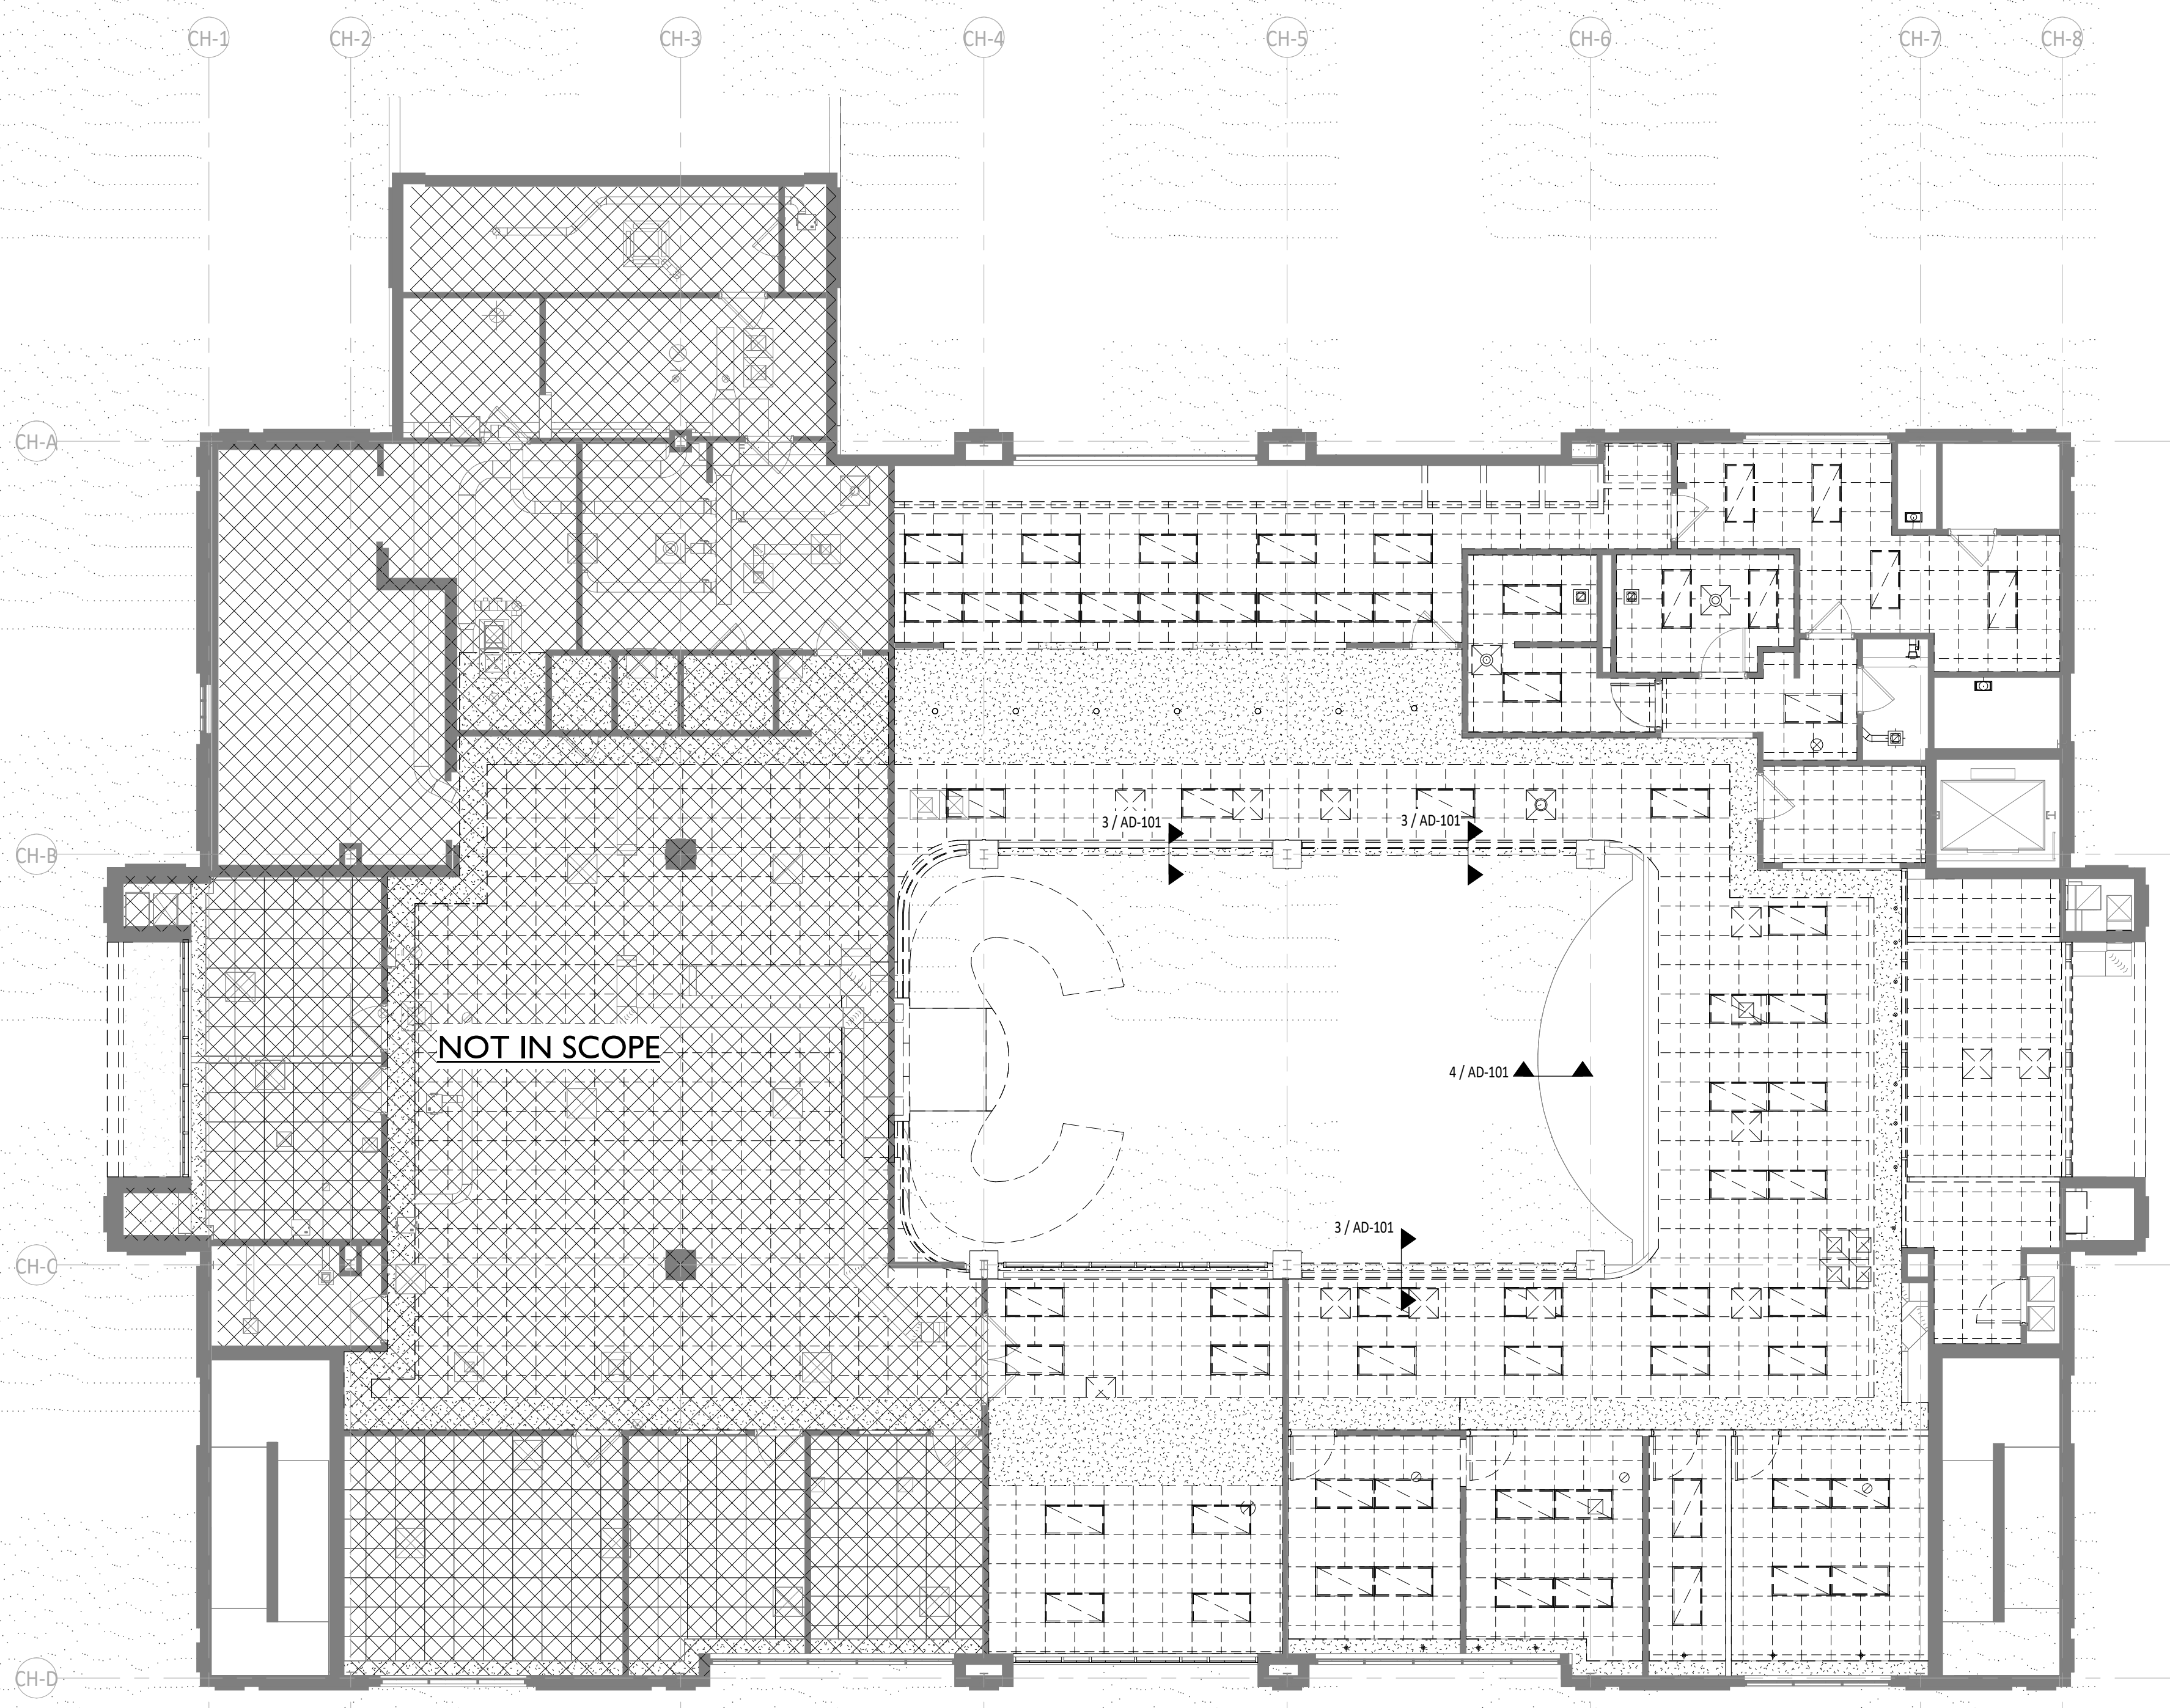 CH-1 CH-2 CH-3 CH-4 CH-5 CH-6 CH-7 CH-8
CH-A
3 / AD-101 3 / AD-101
CH-B
NOT IN SCOPE
4 / AD-101
3 / AD-101
CH-C
CH-D